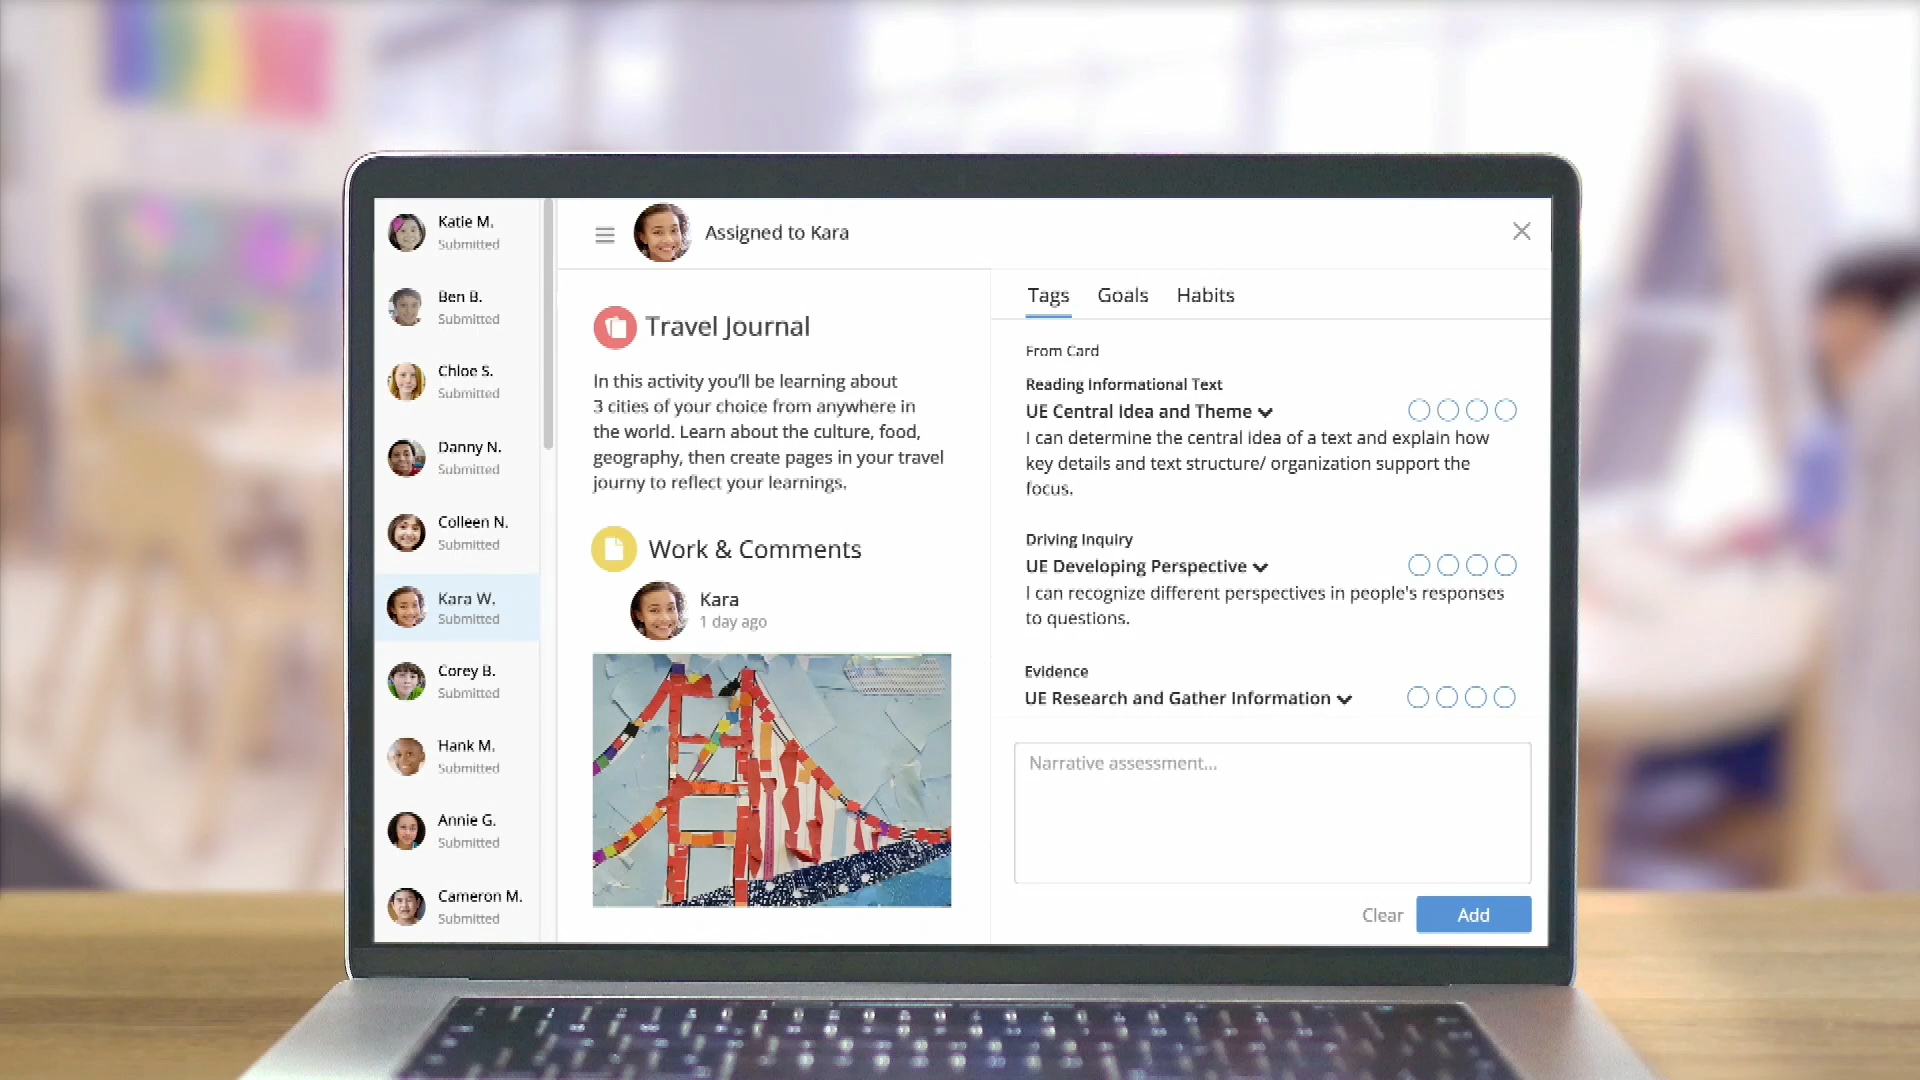 Katie M.
Submitted
Ben B.
Submitted
Chloe S.
Submitted
Danny N.
Submitted
Colleen N.
Submitted
Kara W.
Submitted
Corey B.
Submitted
Hank M.
Submitted
Annie G.
Submitted
Cameron M.
Submitted
Assigned to Kara
Travel Journal
In this activity you'll be learning about
3 cities of your choice from anywhere in
the world. Learn about the culture, food,
geography, then create pages in your travel
journy to reflect your learnings.
Work & Comments
Kara
1 day ago
Tags Goals Habits
From Card
Reading Informational Text
UE Central Idea and Theme
I can determine the central idea of a text and explain how
key details and text structure/ organization support the
focus.
Driving Inquiry
UE Developing Perspective
I can recognize different perspectives in people's responses
to questions.
Evidence
UE Research and Gather Information
Narrative assessment...
Clear Add